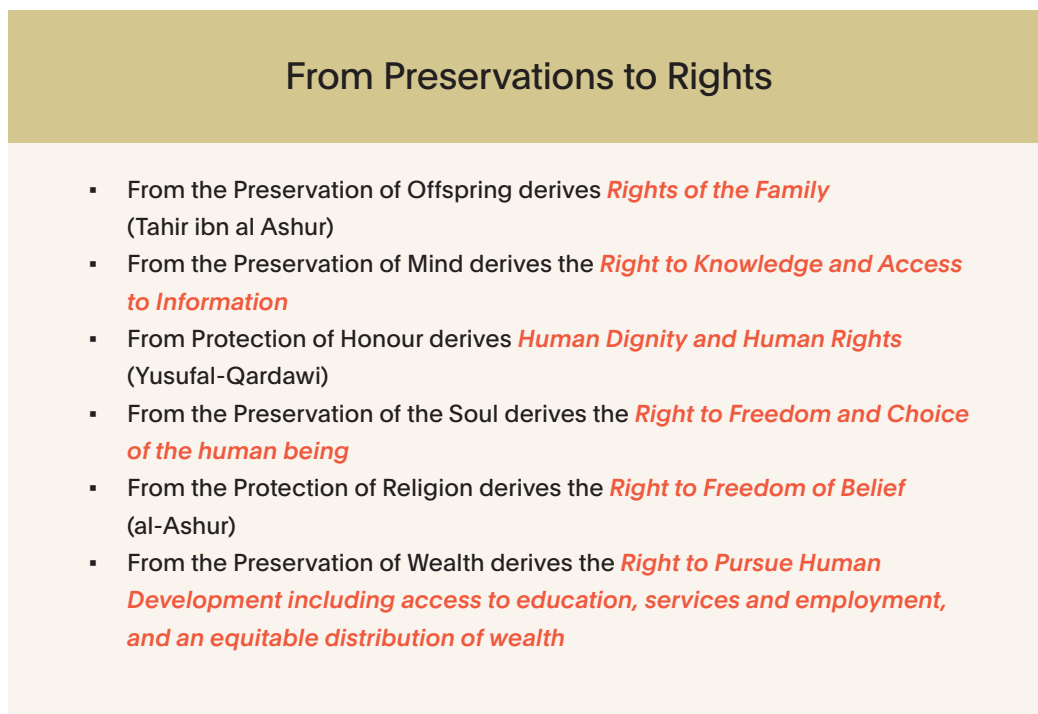 From Preservations to Rights
▪ From the Preservation of Offspring derives Rights of the Family
(Tahir ibn al Ashur)
▪ From the Preservation of Mind derives the Right to Knowledge and Access
to Information
▪ From Protection of Honour derives Human Dignity and Human Rights
(Yusufal-Qardawi)
▪ From the Preservation of the Soul derives the Right to Freedom and Choice
of the human being
▪ From the Protection of Religion derives the Right to Freedom of Belief
(al-Ashur)
▪ From the Preservation of Wealth derives the Right to Pursue Human
Development including access to education, services and employment,
and an equitable distribution of wealth